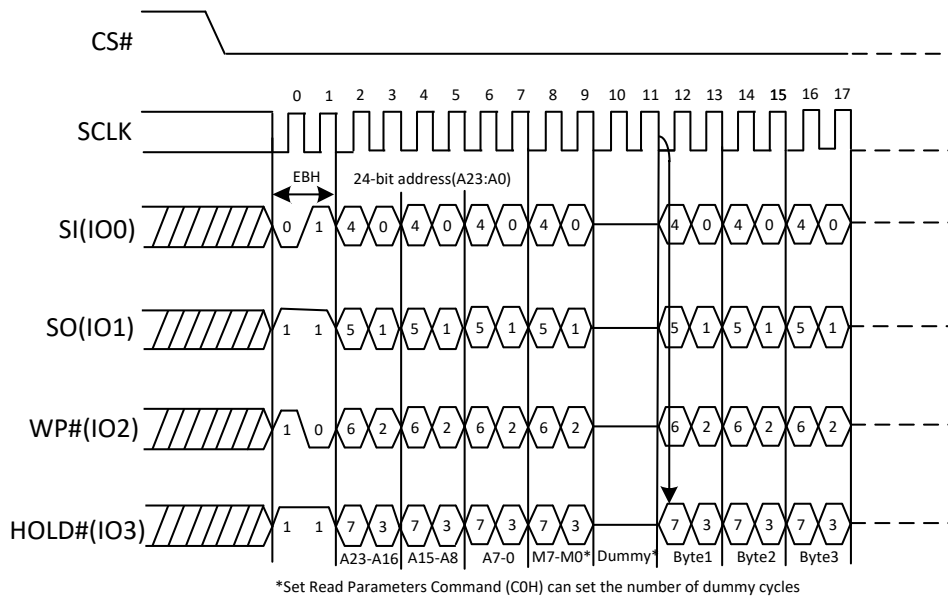 CS#
0 1 2 3 4 5 6 7 8 9 10 11 12 13 14 15 16 17
SCLK
EBH 24-bit address(A23:A0)
SI(IO0) 0 1 4 0 4 0 4 0 4 0 4 0 4 0 4 0
SO(IO1) 1 1 5 1 5 1 5 1 5 1 5 1 5 1 5 1
WP#(IO2) 1 0 6 2 6 2 6 2 6 2 6 2 6 2 6 2
HOLD#(IO3) 1 1 7 3 7 3 7 3 7 3 7 3 7 3 7 3
A23-A16 A15-A8 A7-0 M7-M0* Dummy* Byte1 Byte2 Byte3
*Set Read Parameters Command (C0H) can set the number of dummy cycles